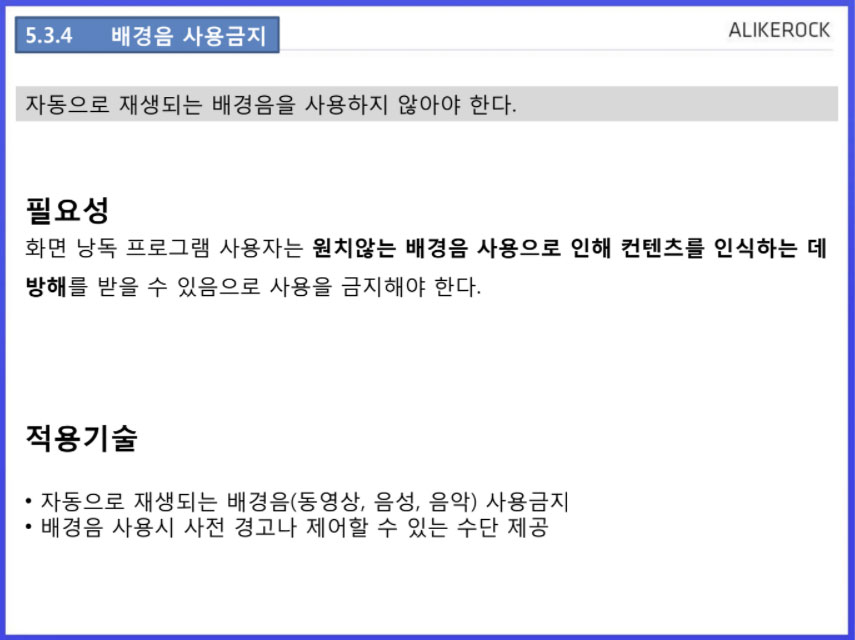 5.3.4 배경음 사용금지
ALIKEROCK
자동으로 재생되는 배경음을 사용하지 않아야 한다.
필요성
화면 낭독 프로그램 사용자는 원치않는 배경음 사용으로 인해 컨텐츠를 인식하는 데
방해를 받을 수 있음으로 사용을 금지해야 한다.
적용기술
• 자동으로 재생되는 배경음(동영상, 음성, 음악) 사용금지
• 배경음 사용시 사전 경고나 제어할 수 있는 수단 제공